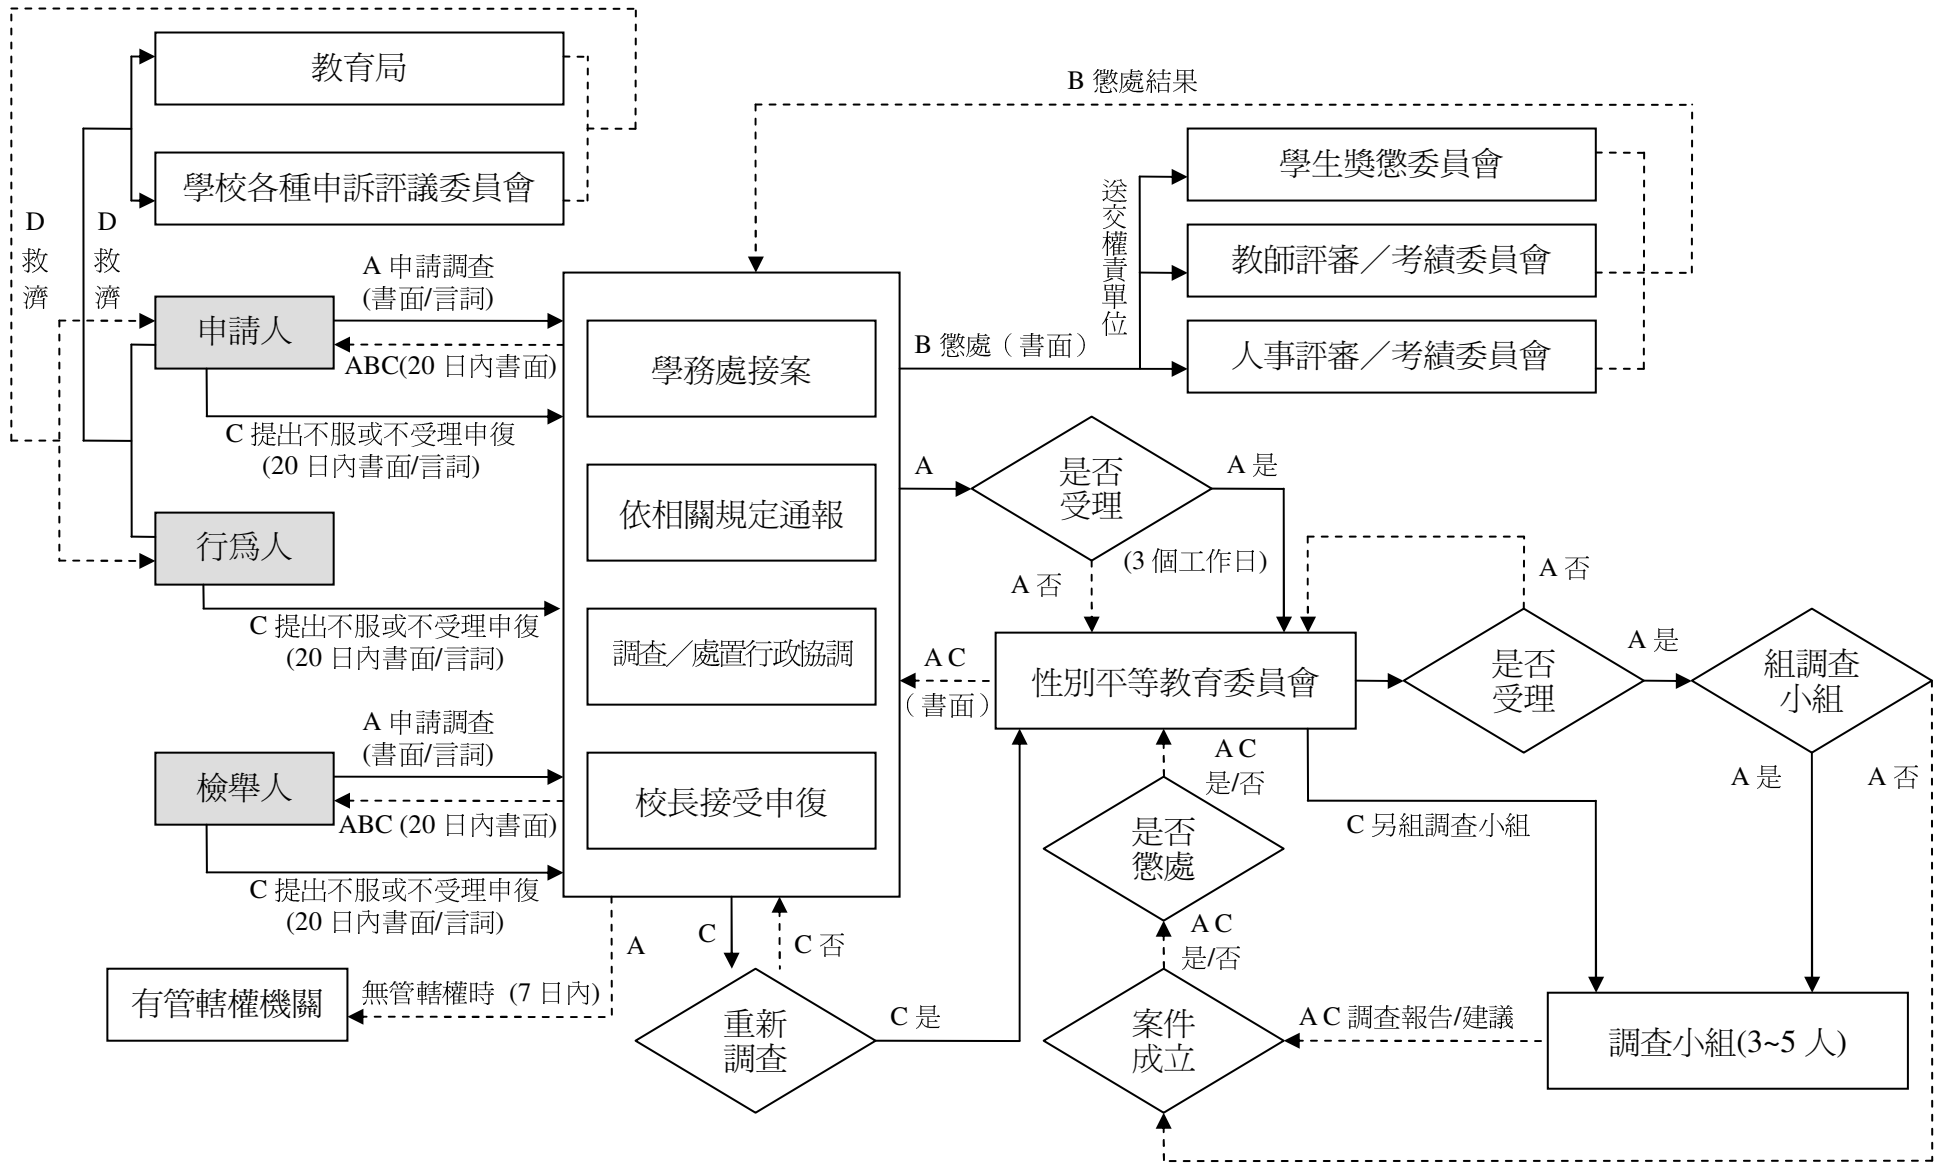 教育局
B 懲處結果
學校各種申訴評議委員會
學生獎懲委員會
D
救
濟
D
救
濟
送交權責單位
教師評審／考績委員會
人事評審／考績委員會
A 申請調查
(書面/言詞)
申請人
ABC(20 日內書面)
C 提出不服或不受理申復
(20 日內書面/言詞)
行為人
C 提出不服或不受理申復
(20 日內書面/言詞)
A 申請調查
(書面/言詞)
檢舉人
ABC (20 日內書面)
C 提出不服或不受理申復
(20 日內書面/言詞)
學務處接案
依相關規定通報
調查／處置行政協調
校長接受申復
B 懲處（書面）
A
是否
受理
A 是
(3 個工作日)
A 否
A C
（書面）
性別平等教育委員會
是否
受理
A 否
A 是
組調查
小組
A 是
A 否
A C
是/否
是否
懲處
C 另組調查小組
A C
是/否
案件
成立
A C 調查報告/建議
調查小組(3~5 人)
A
C
C 否
有管轄權機關
無管轄權時 (7 日內)
重新
調查
C 是